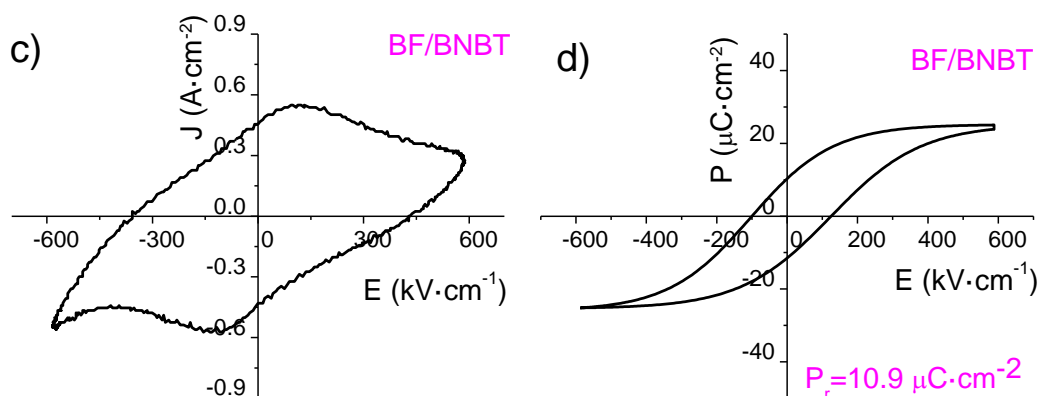 c)
BF/BNBT
J (A·cm-2)
0.9
0.6
0.3
0.0
-0.3
-0.6
-0.9
-600
-300
0
300
600
E (kV·cm-1)
d)
BF/BNBT
P (μC·cm-2)
40
20
0
-20
-40
-600
-400
-200
0
200
400
600
E (kV·cm-1)
Pr=10.9 μC·cm-2